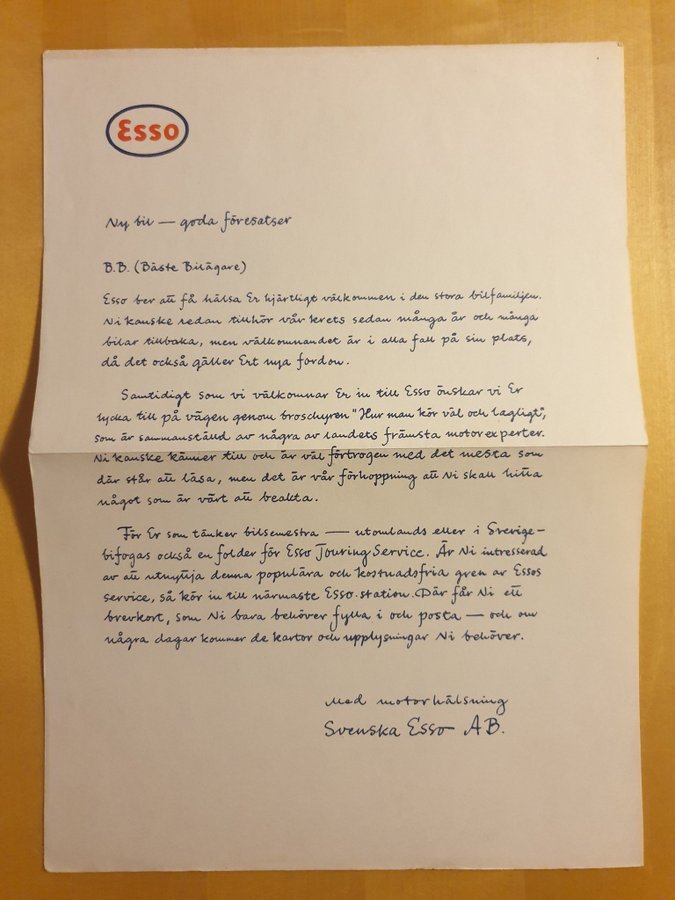 Esso
Ny bil — goda föresatser
B.B. (Bäste Bilägare)
Esso ber att få hälsa Er hjärtligt välkommen i den stora bilfamiljen.
Ni kanske redan tillhör vår krets sedan många år och många
bilar tillbaka, men välkomnandet är i alla fall på sin plats,
då det också gäller Ert nya fordon.
Samtidigt som vi välkomnar Er in till Esso önskar vi Er
lycka till på vägen genom broschyren "Hur man kör väl och lagligt",
som är sammanställd av några av landets främsta motorexperter.
Ni kanske känner till och är väl förtrogen med det mesta som
där står att läsa, men det är vår förhoppning att Ni skall hitta
något som är värt att beakta.
För Er som tänker bilsemestra — utomlands eller i Sverige —
bifogas också en folder för Esso Touring Service. Är Ni intresserad
av att utnyttja denna populära och kostnadsfria gren av Essos
service, så kör in till närmaste Esso-station. Där får Ni ett
brevkort, som Ni bara behöver fylla i och posta — och om
några dagar kommer de kartor och upplysningar Ni behöver.
Med motorhälsning
Svenska Esso AB.